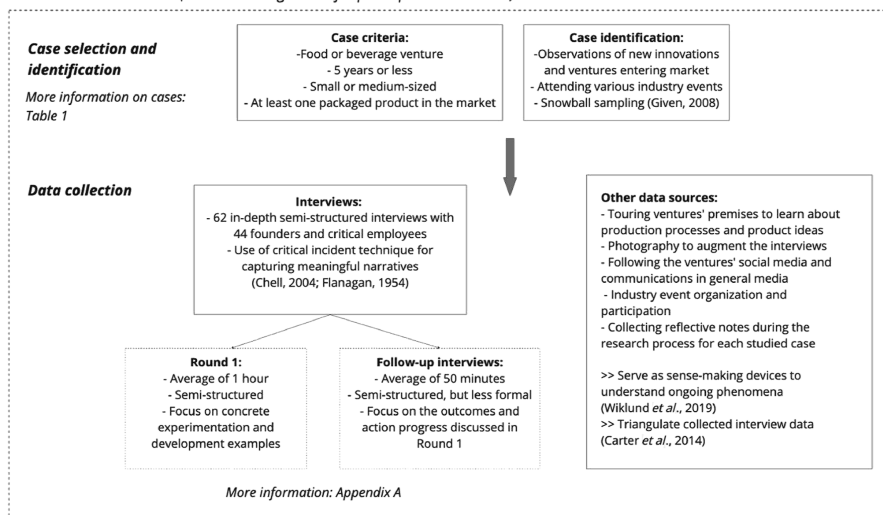 Case selection and
identification
More information on cases:
Table 1
Case criteria:
-Food or beverage venture
- 5 years or less
- Small or medium-sized
- At least one packaged product in the market
Case identification:
-Observations of new innovations
and ventures entering market
- Attending various industry events
- Snowball sampling (Given, 2008)
Data collection
Interviews:
- 62 in-depth semi-structured interviews with
44 founders and critical employees
- Use of critical incident technique for
capturing meaningful narratives
(Chell, 2004; Flanagan, 1954)
Round 1:
- Average of 1 hour
- Semi-structured
- Focus on concrete
experimentation and
development examples
Follow-up interviews:
- Average of 50 minutes
- Semi-structured, but less formal
- Focus on the outcomes and
action progress discussed in
Round 1
More information: Appendix A
Other data sources:
- Touring ventures' premises to learn about
production processes and product ideas
- Photography to augment the interviews
- Following the ventures' social media and
communications in general media
- Industry event organization and
participation
- Collecting reflective notes during the
research process for each studied case
>> Serve as sense-making devices to
understand ongoing phenomena
(Wiklund et al., 2019)
>> Triangulate collected interview data
(Carter et al., 2014)